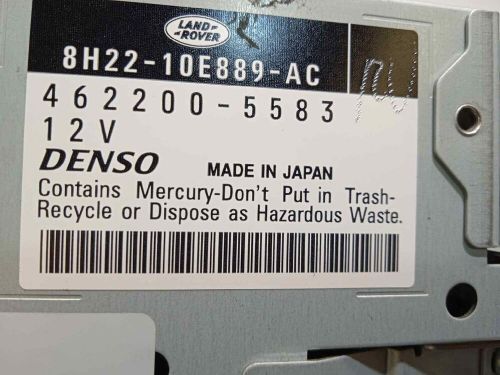 LAND
ROVER
8H22-10E889-AC
462200-5583
12V
DENSO MADE IN JAPAN
Contains Mercury-Don't Put in Trash-
Recycle or Dispose as Hazardous Waste.